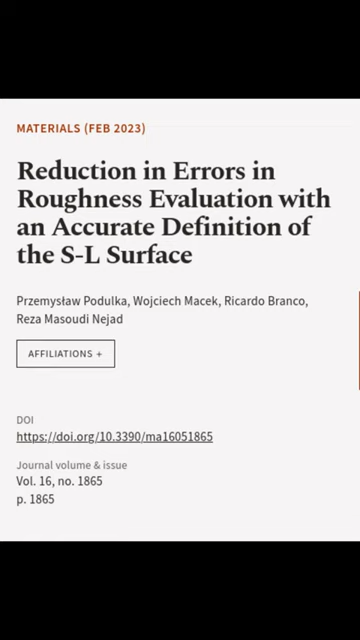 MATERIALS (FEB 2023)
Reduction in Errors in
Roughness Evaluation with
an Accurate Definition of
the S-L Surface
Przemysław Podulka, Wojciech Macek, Ricardo Branco,
Reza Masoudi Nejad
AFFILIATIONS +
DOI
https://doi.org/10.3390/ma16051865
Journal volume & issue
Vol. 16, no. 1865
p. 1865